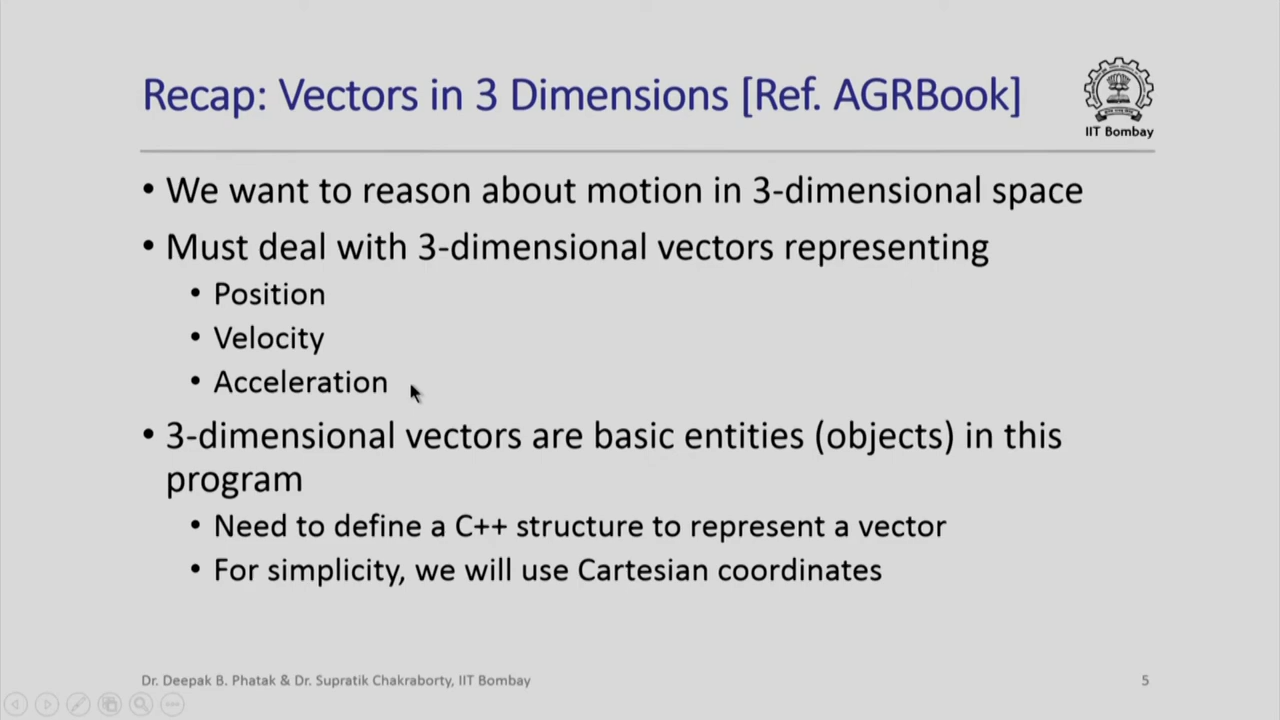 Recap: Vectors in 3 Dimensions [Ref. AGRBook]
IIT Bombay
• We want to reason about motion in 3-dimensional space
• Must deal with 3-dimensional vectors representing
• Position
• Velocity
• Acceleration
• 3-dimensional vectors are basic entities (objects) in this
program
• Need to define a C++ structure to represent a vector
• For simplicity, we will use Cartesian coordinates
Dr. Deepak B. Phatak & Dr. Supratik Chakraborty, IIT Bombay
5